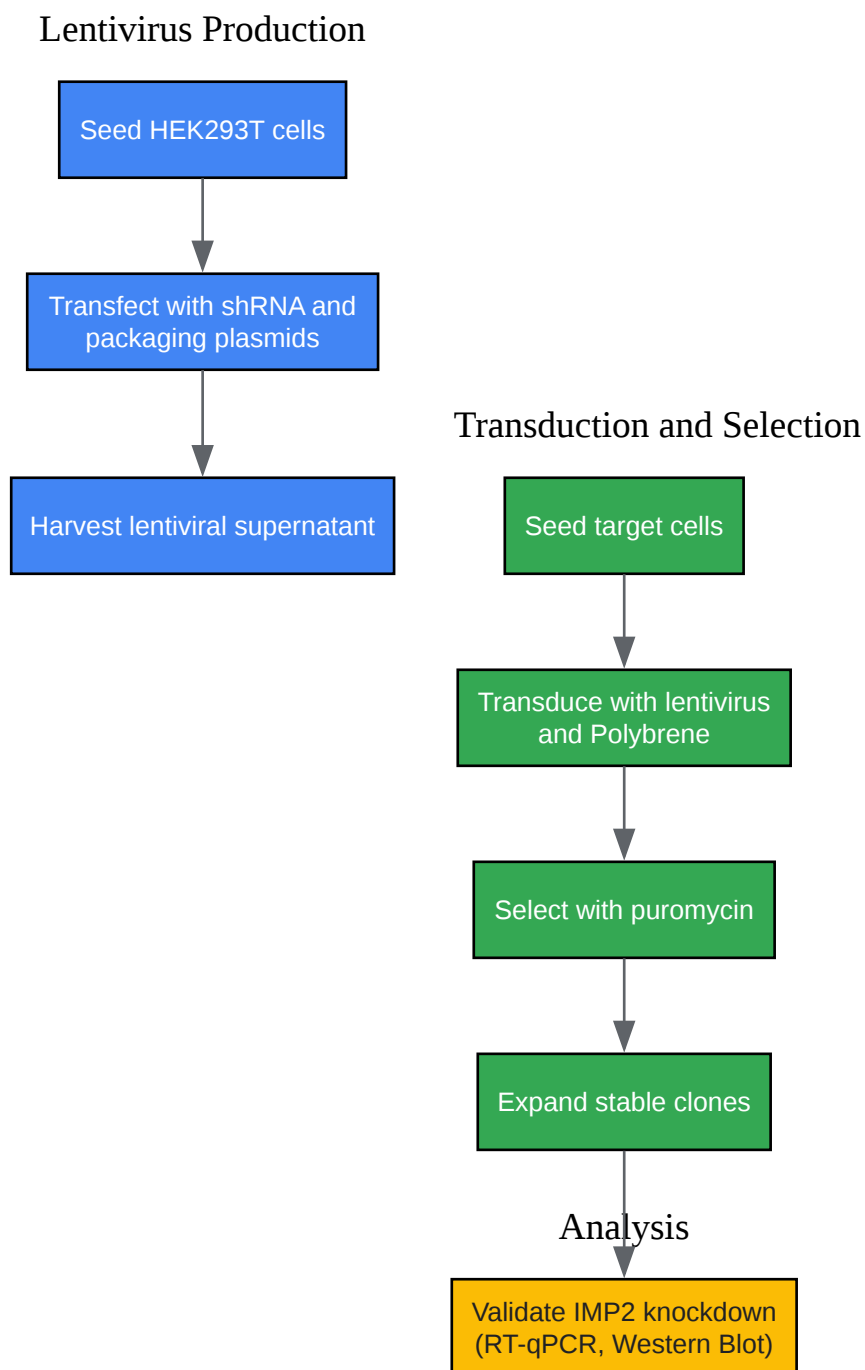 Lentivirus Production
Seed HEK293T cells
Transfect with shRNA and
packaging plasmids
Harvest lentiviral supernatant
Transduction and Selection
Seed target cells
Transduce with lentivirus
and Polybrene
Select with puromycin
Expand stable clones
Analysis
Validate IMP2 knockdown
(RT-qPCR, Western Blot)